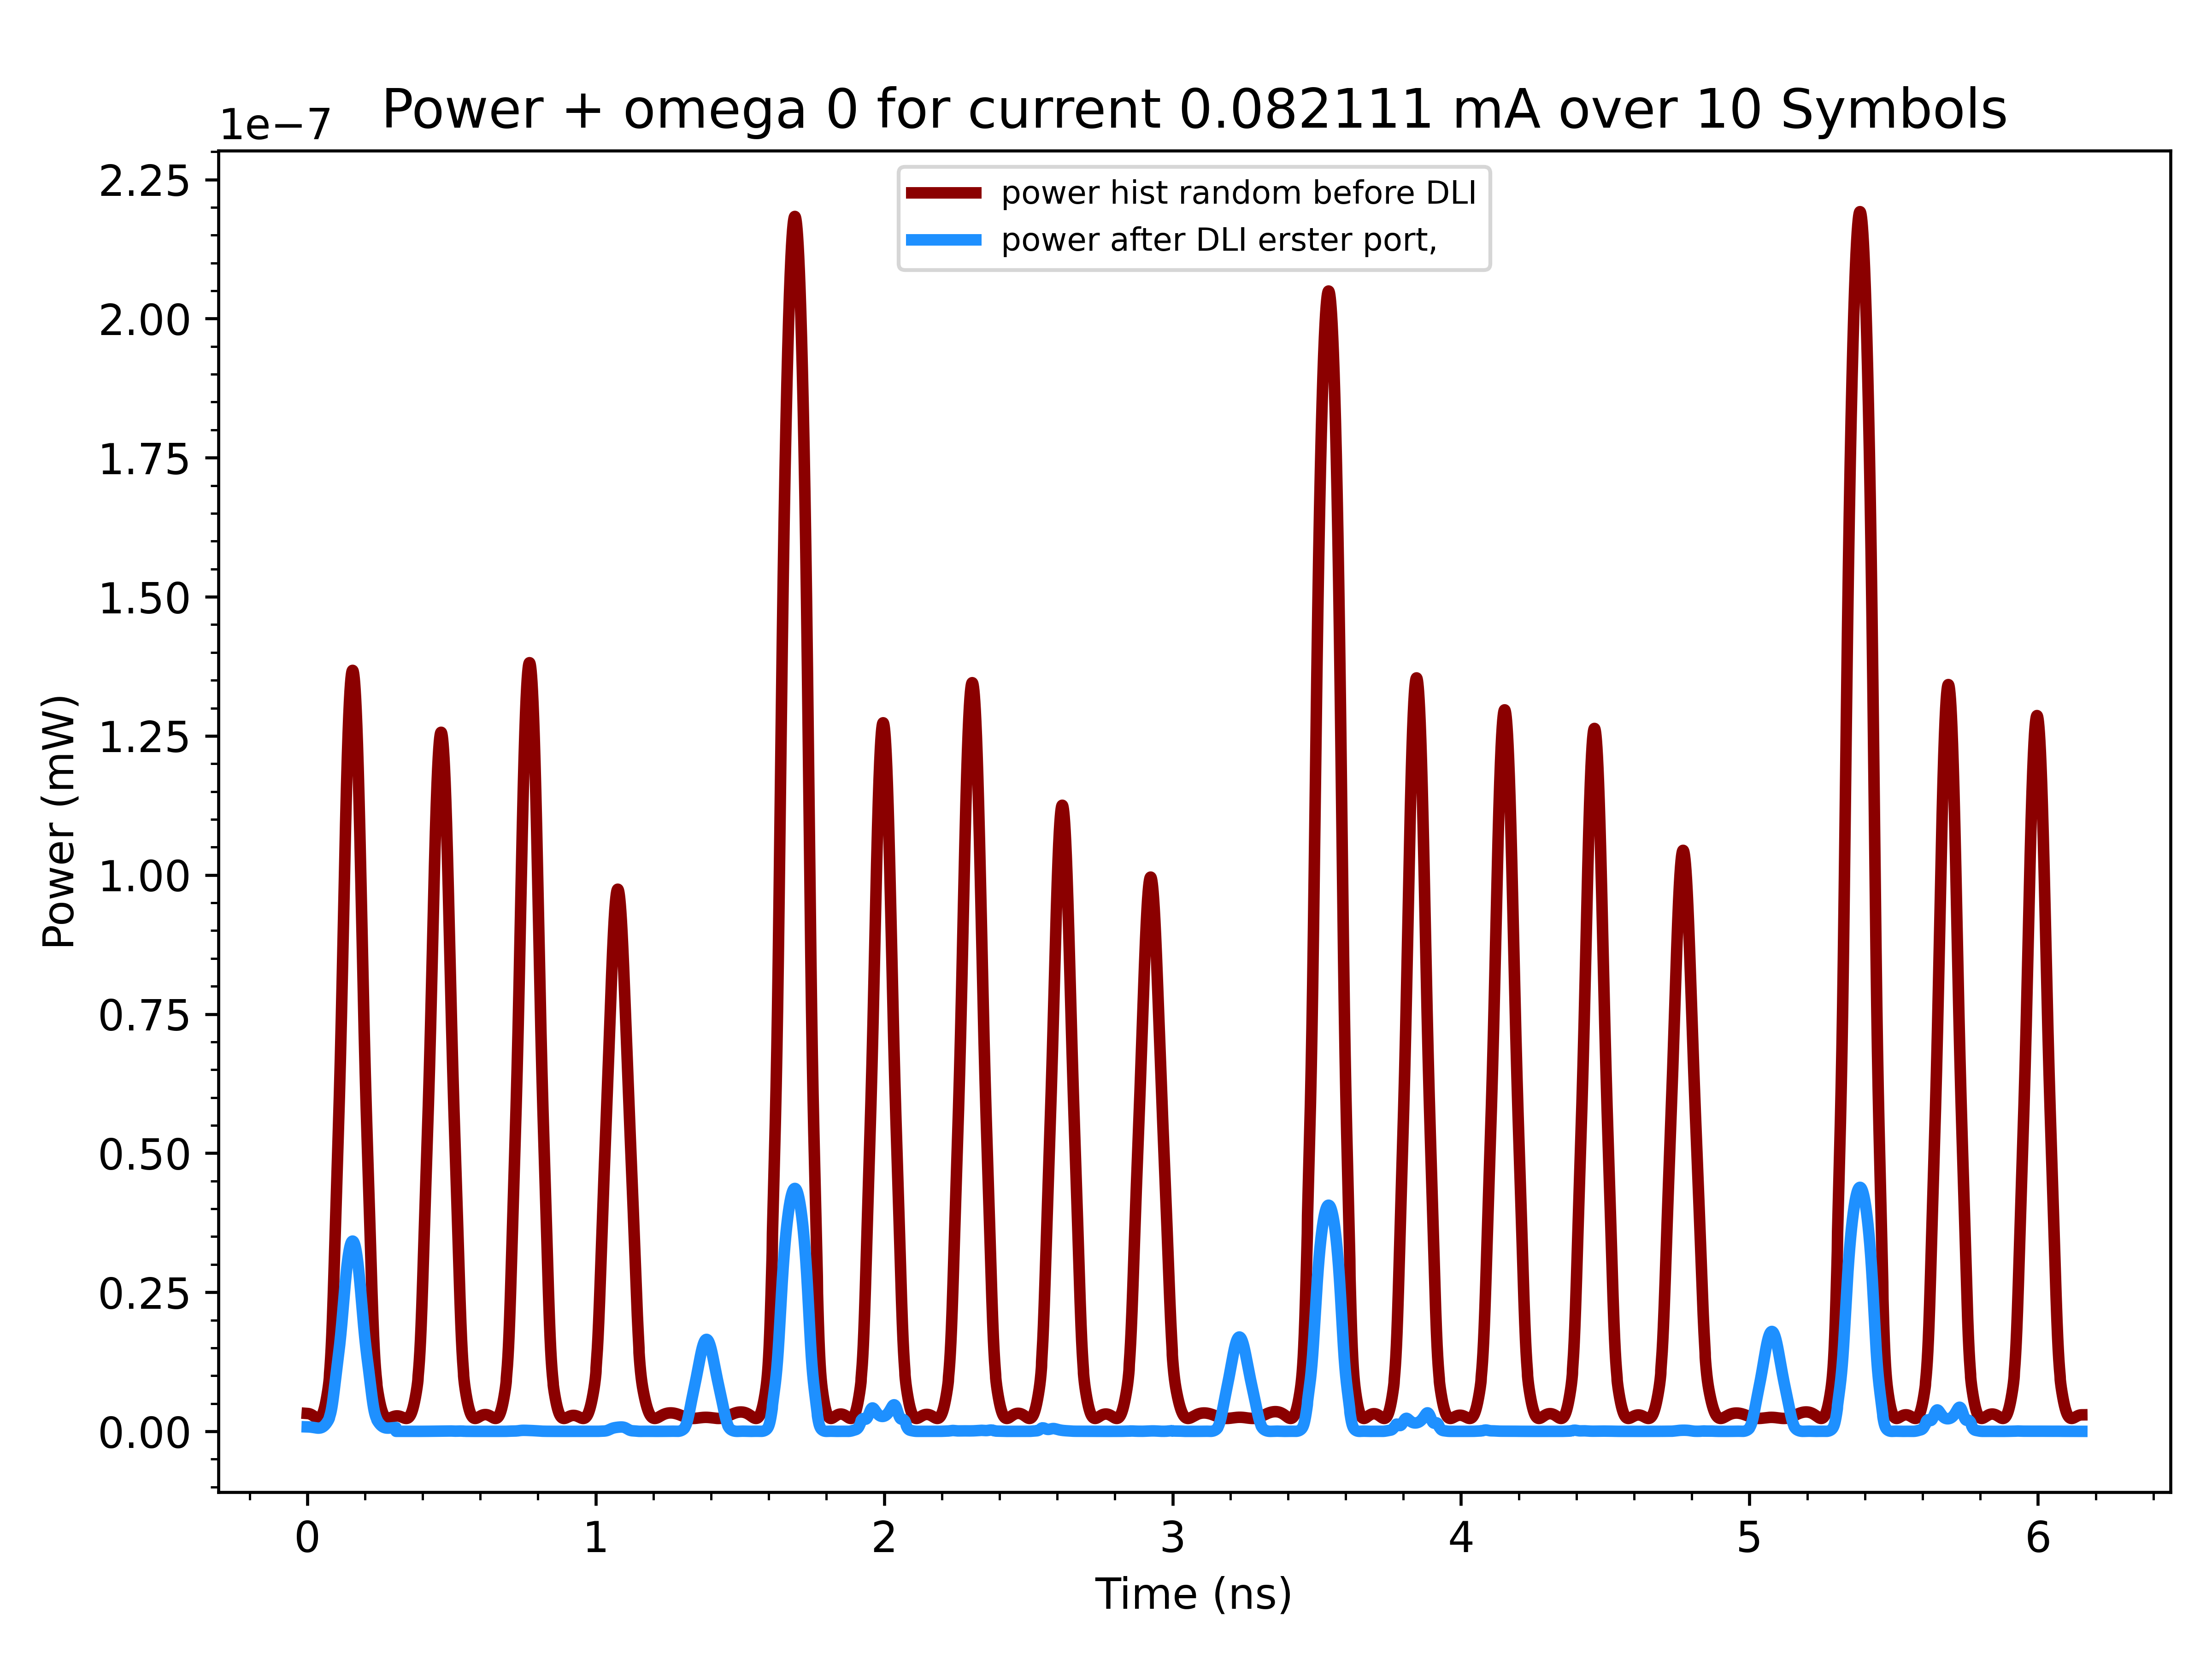 Power + omega 0 for current 0.082111 mA over 10 Symbols
1e−7
power hist random before DLI
power after DLI erster port,
2.25
2.00
1.75
1.50
1.25
1.00
0.75
0.50
0.25
0.00
Power (mW)
0 1 2 3 4 5 6
Time (ns)